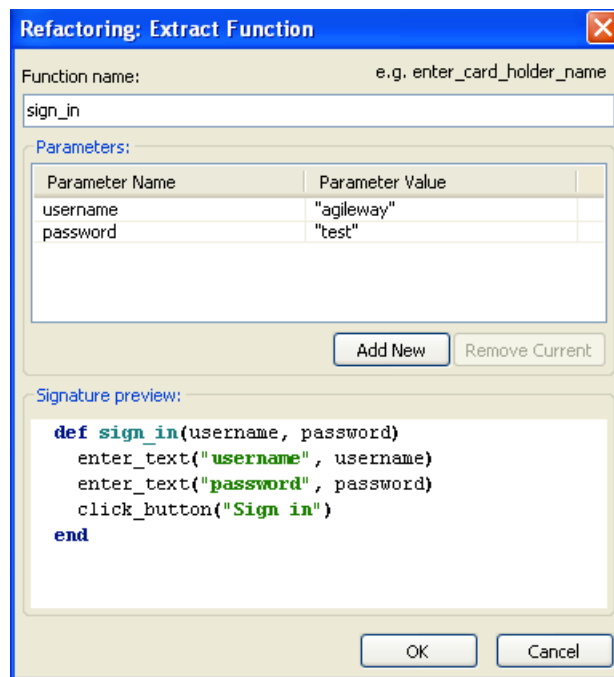 Refactoring: Extract Function
Function name: e.g. enter_card_holder_name
sign_in
Parameters:
Parameter Name Parameter Value
username "agileway"
password "test"
Add New Remove Current
Signature preview:
def sign_in(username, password)
enter_text("username", username)
enter_text("password", password)
click_button("Sign in")
end
OK Cancel